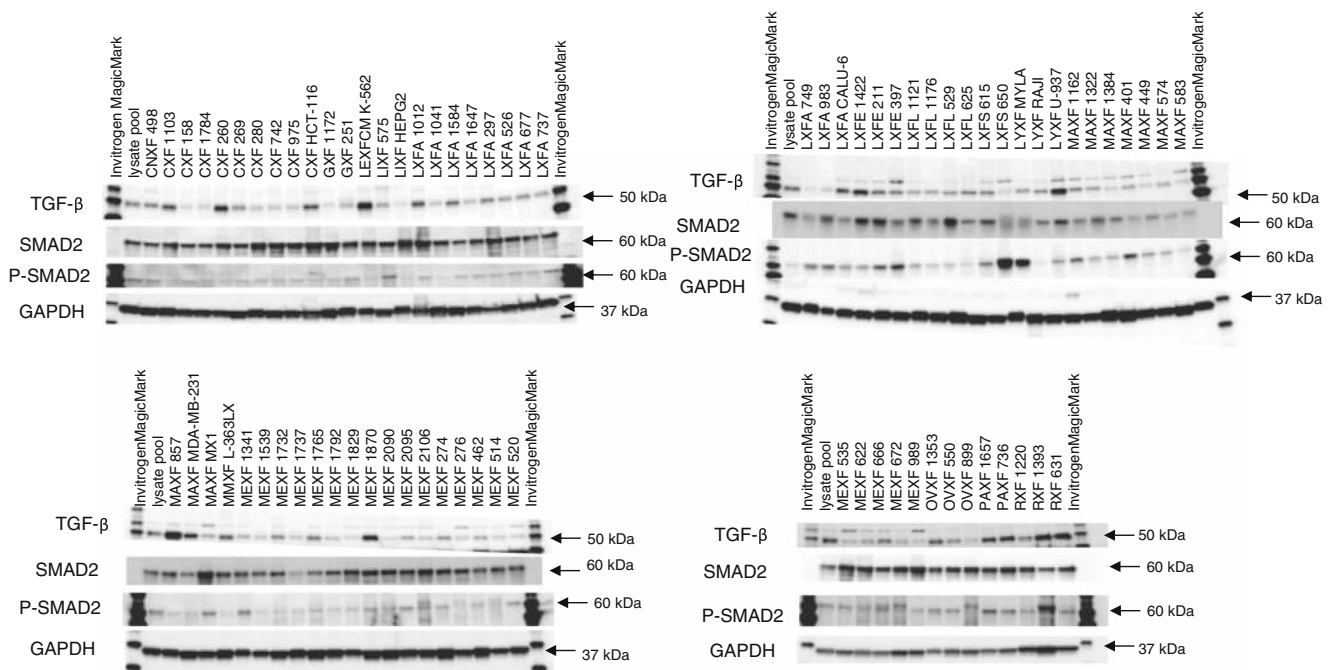 Invitrogen MagicMark
lysate pool
CNXF 498
CXF 1103
CXF 158
CXF 1784
CXF 260
CXF 269
CXF 280
CXF 742
CXF 975
CXF HCT-116
GXF 1172
GXF 251
LEXFCM K-562
LIXF 575
LIXF HEPG2
LXFA 1012
LXFA 1041
LXFA 1584
LXFA 1647
LXFA 297
LXFA 526
LXFA 677
LXFA 737
InvitrogenMagicMark
TGF-β
50 kDa
SMAD2
60 kDa
P-SMAD2
60 kDa
GAPDH
37 kDa
InvitrogenMagicMark
lysate pool
LXFA 749
LXFA 983
LXFA CALU-6
LXFE 1422
LXFE 211
LXFE 397
LXFL 1121
LXFL 1176
LXFL 529
LXFL 625
LXFS 615
LXFS 650
LYXF MYLA
LYXF RAJI
LYXF U-937
MAXF 1162
MAXF 1322
MAXF 1384
MAXF 401
MAXF 449
MAXF 574
MAXF 583
InvitrogenMagicMark
TGF-β
50 kDa
SMAD2
60 kDa
P-SMAD2
60 kDa
GAPDH
37 kDa
InvitrogenMagicMark
lysate pool
MAXF 857
MAXF MDA-MB-231
MAXF MX1
MMXF L-363LX
MEXF 1341
MEXF 1539
MEXF 1732
MEXF 1737
MEXF 1765
MEXF 1792
MEXF 1829
MEXF 1870
MEXF 2090
MEXF 2095
MEXF 2106
MEXF 274
MEXF 276
MEXF 462
MEXF 514
MEXF 520
InvitrogenMagicMark
TGF-β
50 kDa
SMAD2
60 kDa
P-SMAD2
60 kDa
GAPDH
37 kDa
InvitrogenMagicMark
lysate pool
MEXF 535
MEXF 622
MEXF 666
MEXF 672
MEXF 989
OVXF 1353
OVXF 550
OVXF 899
PAXF 1657
PAXF 736
RXF 1220
RXF 1393
RXF 631
InvitrogenMagicMark
TGF-β
50 kDa
SMAD2
60 kDa
P-SMAD2
60 kDa
GAPDH
37 kDa